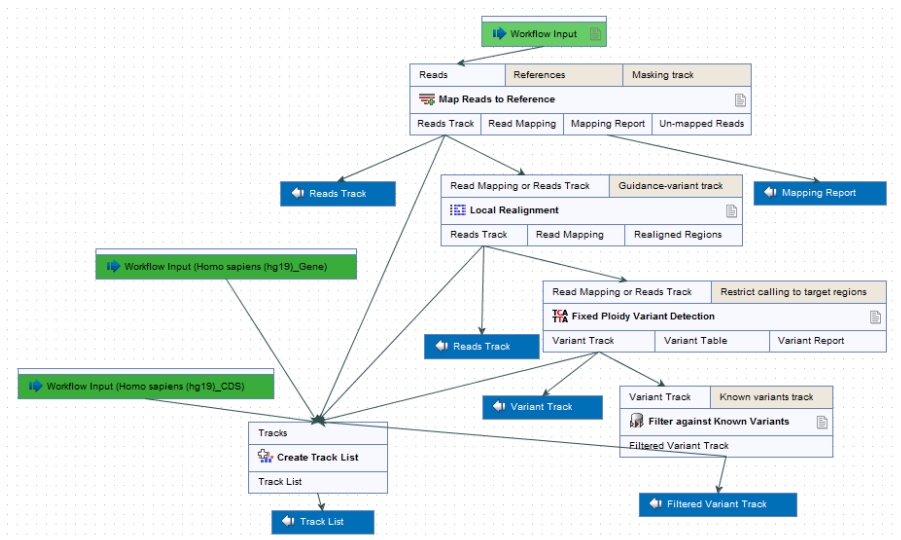 Workflow Input
Reads References Masking track
Map Reads to Reference
Reads Track Read Mapping Mapping Report Un-mapped Reads
Reads Track
Mapping Report
Read Mapping or Reads Track Guidance-variant track
Local Realignment
Reads Track Read Mapping Realigned Regions
Workflow Input (Homo sapiens (hg19)_Gene)
Read Mapping or Reads Track Restrict calling to target regions
TCA TTA Fixed Ploidy Variant Detection
Variant Track Variant Table Variant Report
Reads Track
Workflow Input (Homo sapiens (hg19)_CDS)
Variant Track
Variant Track Known variants track
Filter against Known Variants
Filtered Variant Track
Tracks
Create Track List
Track List
Filtered Variant Track
Track List